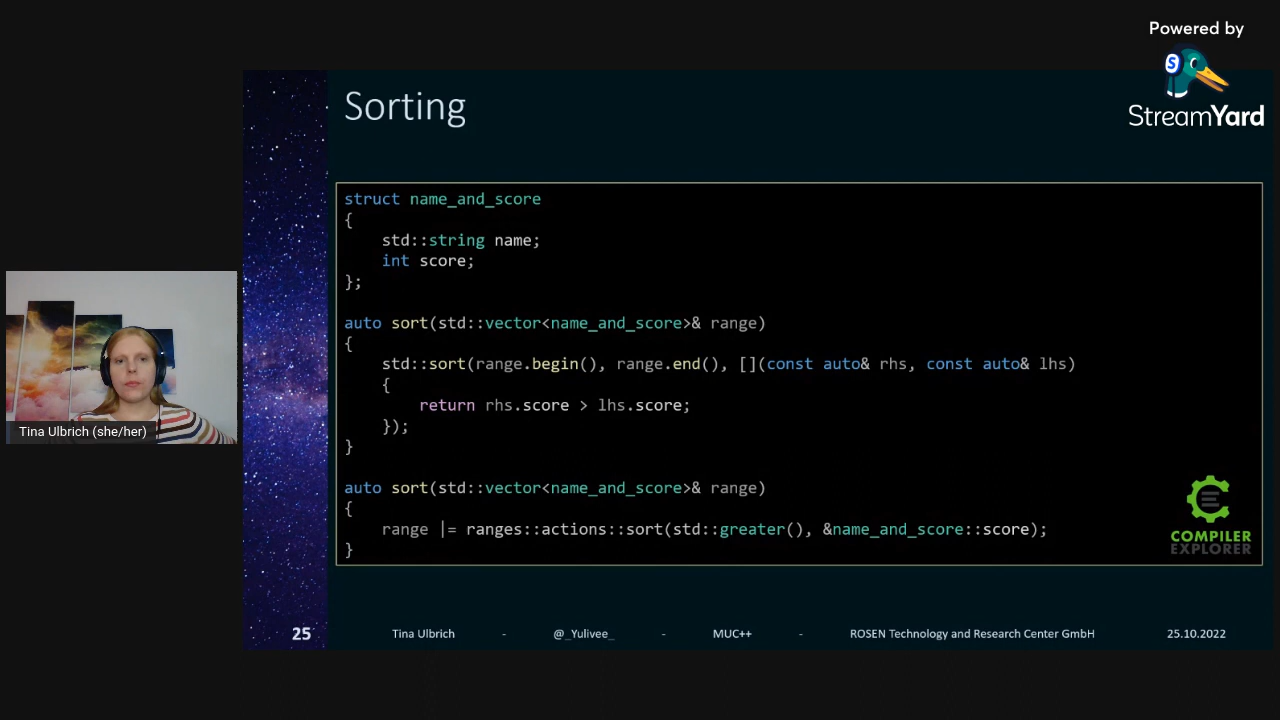 Powered by
StreamYard
Sorting
struct name_and_score
{
    std::string name;
    int score;
};
auto sort(std::vector<name_and_score>& range)
{
    std::sort(range.begin(), range.end(), [](const auto& rhs, const auto& lhs)
    {
        return rhs.score > lhs.score;
    });
}
auto sort(std::vector<name_and_score>& range)
{
    range |= ranges::actions::sort(std::greater(), &name_and_score::score);
}
COMPILER
EXPLORER
Tina Ulbrich (she/her)
25 Tina Ulbrich - @_Yulivee_ - MUC++ - ROSEN Technology and Research Center GmbH 25.10.2022